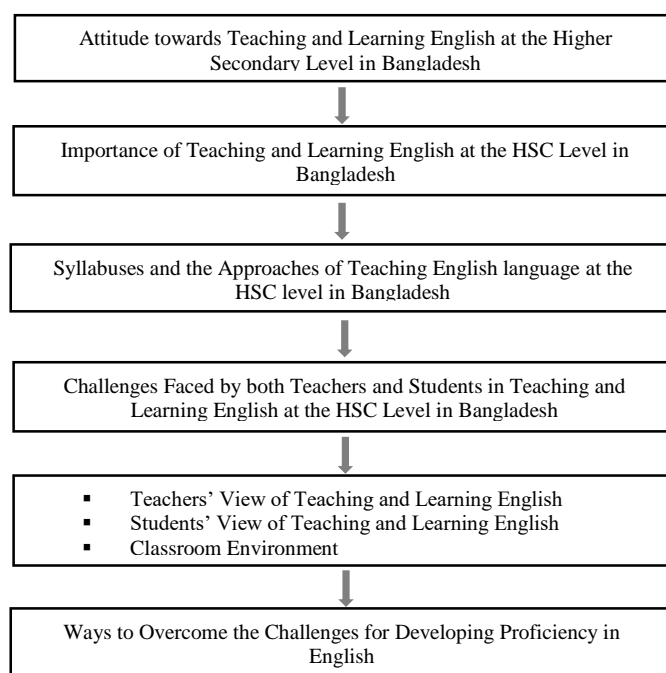 Attitude towards Teaching and Learning English at the Higher
Secondary Level in Bangladesh
Importance of Teaching and Learning English at the HSC Level in
Bangladesh
Syllabuses and the Approaches of Teaching English language at the
HSC level in Bangladesh
Challenges Faced by both Teachers and Students in Teaching and
Learning English at the HSC Level in Bangladesh
▪ Teachers’ View of Teaching and Learning English
▪ Students’ View of Teaching and Learning English
▪ Classroom Environment
Ways to Overcome the Challenges for Developing Proficiency in
English